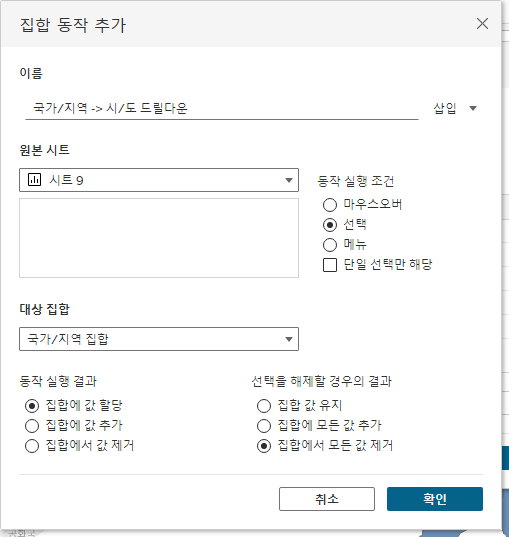 집합 동작 추가
이름
국가/지역 -> 시/도 드릴다운
삽입
원본 시트
시트 9
동작 실행 조건
마우스오버
선택
메뉴
단일 선택만 해당
대상 집합
국가/지역 집합
동작 실행 결과
선택을 해제할 경우의 결과
집합에 값 할당
집합 값 유지
집합에 값 추가
집합에 모든 값 추가
집합에서 값 제거
집합에서 모든 값 제거
취소
확인